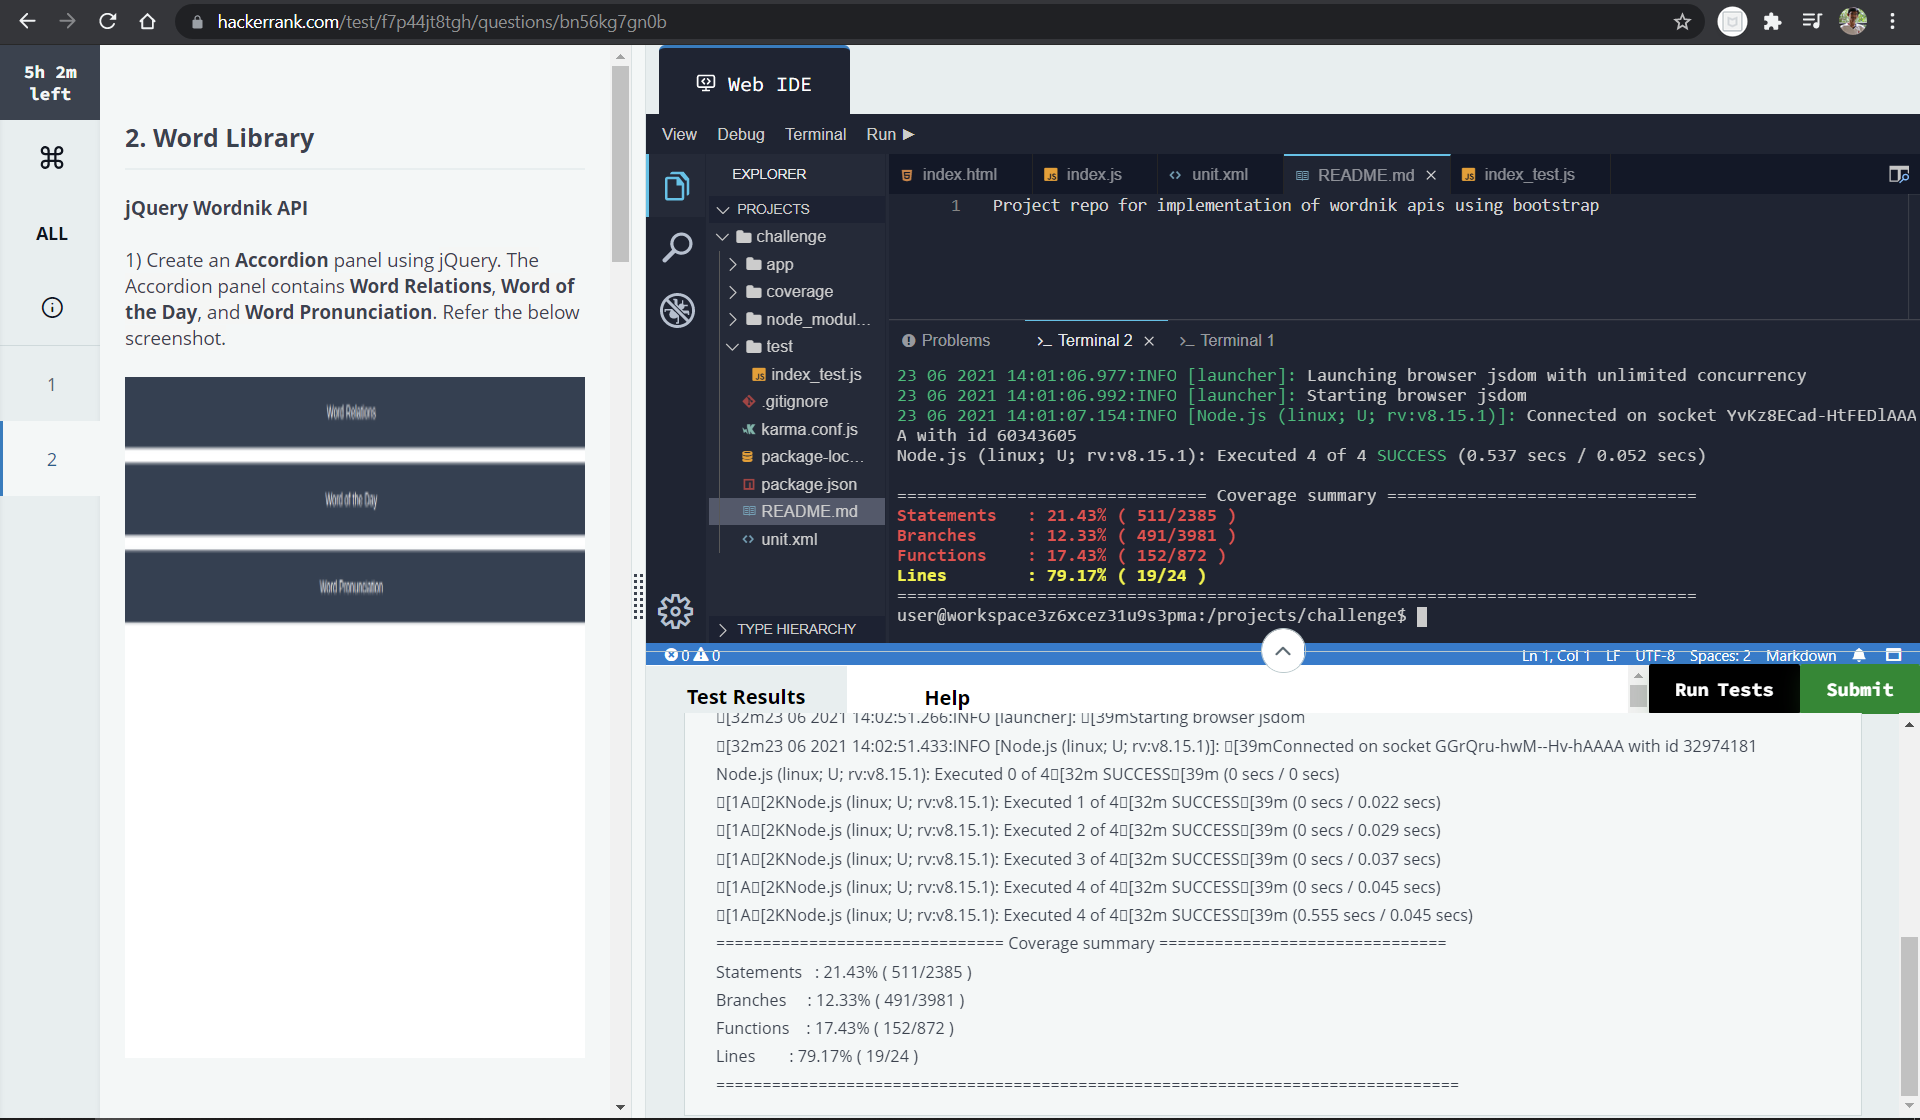 hackerrank.com/test/f7p44jt8tgh/questions/bn56kg7gn0b
5h 2m
left
ALL
1
2
2. Word Library
jQuery Wordnik API
1) Create an Accordion panel using jQuery. The
Accordion panel contains Word Relations, Word of
the Day, and Word Pronunciation. Refer the below
screenshot.
Word Relations
Word of the Day
Word Pronunciation
Web IDE
View Debug Terminal Run
EXPLORER
PROJECTS
challenge
app
coverage
node_modul...
test
index_test.js
.gitignore
karma.conf.js
package-loc...
package.json
README.md
unit.xml
TYPE HIERARCHY
index.html index.js unit.xml README.md index_test.js
1 Project repo for implementation of wordnik apis using bootstrap
Problems Terminal 2 Terminal 1
23 06 2021 14:01:06.977:INFO [launcher]: Launching browser jsdom with unlimited concurrency
23 06 2021 14:01:06.992:INFO [launcher]: Starting browser jsdom
23 06 2021 14:01:07.154:INFO [Node.js (linux; U; rv:v8.15.1)]: Connected on socket YvKz8ECad-HtFEDlAAA
A with id 60343605
Node.js (linux; U; rv:v8.15.1): Executed 4 of 4 SUCCESS (0.537 secs / 0.052 secs)
=============================== Coverage summary ===============================
Statements : 21.43% ( 511/2385 )
Branches : 12.33% ( 491/3981 )
Functions : 17.43% ( 152/872 )
Lines : 79.17% ( 19/24 )
================================================================================
user@workspace3z6xcez31u9s3pma:/projects/challenge$
0 0 Ln 1, Col 1 LF UTF-8 Spaces: 2 Markdown
Test Results Help Run Tests Submit
▯[32m23 06 2021 14:02:51.266:INFO [launcher]: ▯[39mStarting browser jsdom
▯[32m23 06 2021 14:02:51.433:INFO [Node.js (linux; U; rv:v8.15.1)]: ▯[39mConnected on socket GGrQru-hwM--Hv-hAAAA with id 32974181
Node.js (linux; U; rv:v8.15.1): Executed 0 of 4▯[32m SUCCESS▯[39m (0 secs / 0 secs)
▯[1A▯[2KNode.js (linux; U; rv:v8.15.1): Executed 1 of 4▯[32m SUCCESS▯[39m (0 secs / 0.022 secs)
▯[1A▯[2KNode.js (linux; U; rv:v8.15.1): Executed 2 of 4▯[32m SUCCESS▯[39m (0 secs / 0.029 secs)
▯[1A▯[2KNode.js (linux; U; rv:v8.15.1): Executed 3 of 4▯[32m SUCCESS▯[39m (0 secs / 0.037 secs)
▯[1A▯[2KNode.js (linux; U; rv:v8.15.1): Executed 4 of 4▯[32m SUCCESS▯[39m (0 secs / 0.045 secs)
▯[1A▯[2KNode.js (linux; U; rv:v8.15.1): Executed 4 of 4▯[32m SUCCESS▯[39m (0.555 secs / 0.045 secs)
=============================== Coverage summary ===============================
Statements : 21.43% ( 511/2385 )
Branches : 12.33% ( 491/3981 )
Functions : 17.43% ( 152/872 )
Lines : 79.17% ( 19/24 )
================================================================================